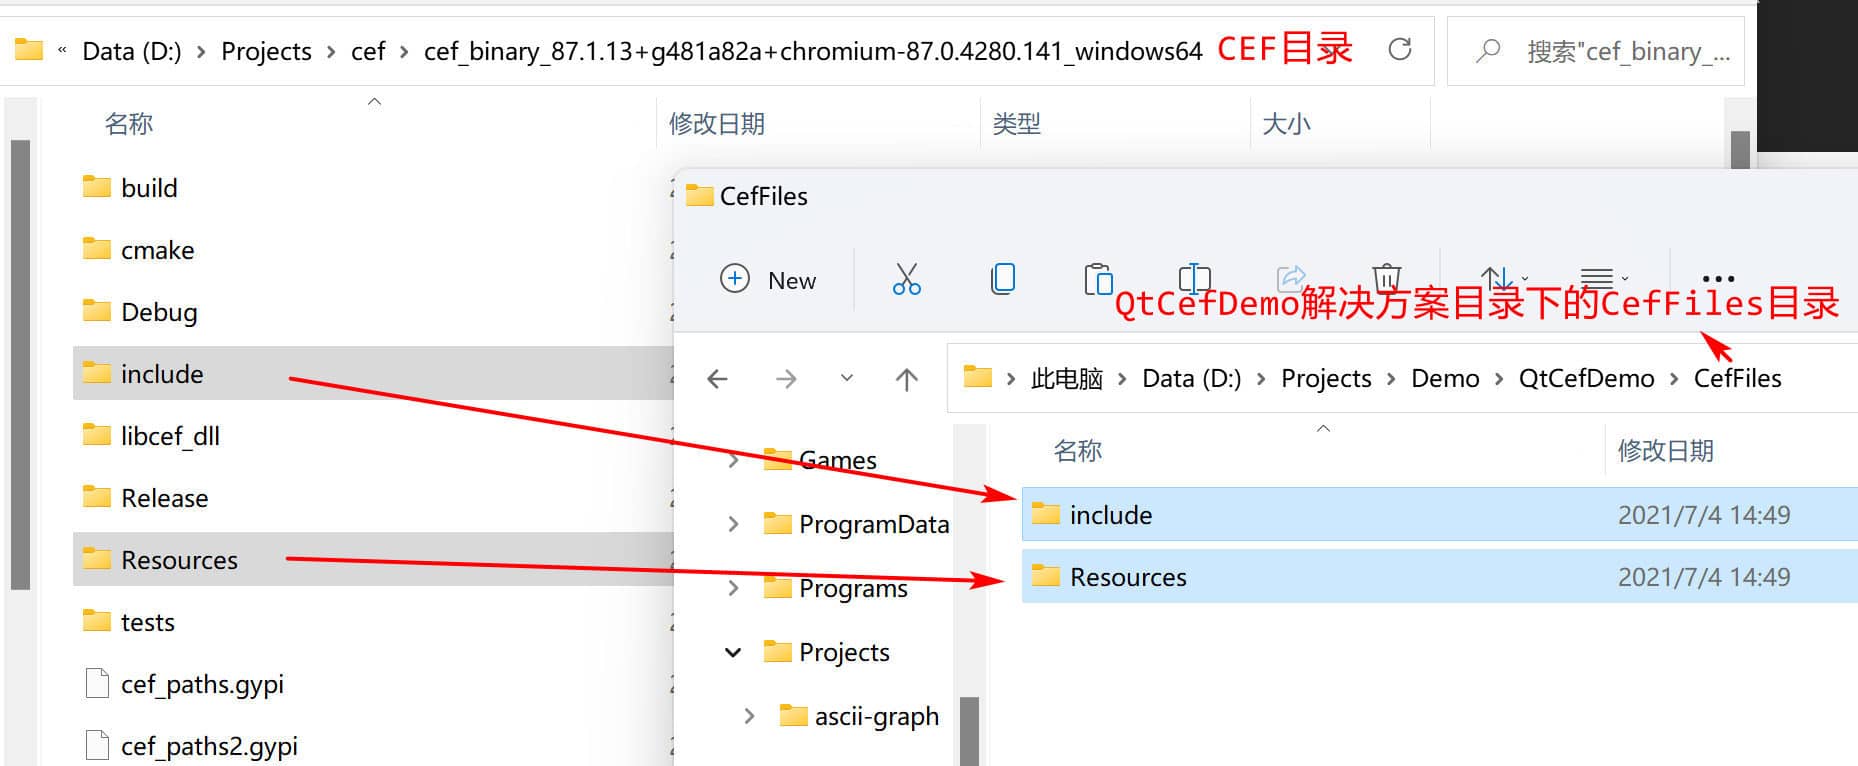 « Data (D:) › Projects › cef › cef_binary_87.1.13+g481a82a+chromium-87.0.4280.141_windows64 CEF目录
搜索"cef_binary_...
名称 修改日期 类型 大小
build
cmake
Debug
include
libcef_dll
Release
Resources
tests
cef_paths.gypi
cef_paths2.gypi
CefFiles
New
QtCefDemo解决方案目录下的CefFiles目录
› 此电脑 › Data (D:) › Projects › Demo › QtCefDemo › CefFiles
Games
ProgramData
Programs
Projects
ascii-graph
名称 修改日期
include 2021/7/4 14:49
Resources 2021/7/4 14:49